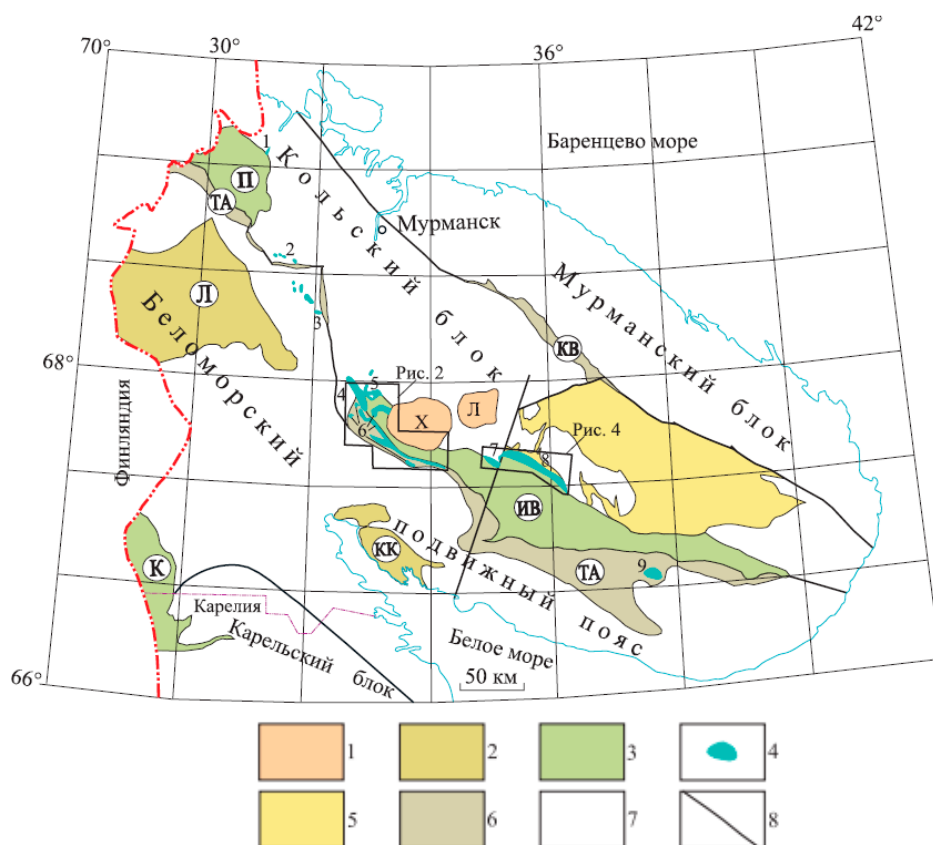 70°
30°
36°
42°
Баренцево море
1
П
ТА
Кольский блок
Мурманск
2
Мурманский блок
Л
3
КВ
Беломорский
68°
Рис. 2
5
4
Х
Л
6
7
Рис. 4
7
8
Финляндия
ИВ
подвижный пояс
КК
К
ТА
9
Карелия
Карельский блок
Белое море
66°
50 км
1
2
3
4
5
6
7
8